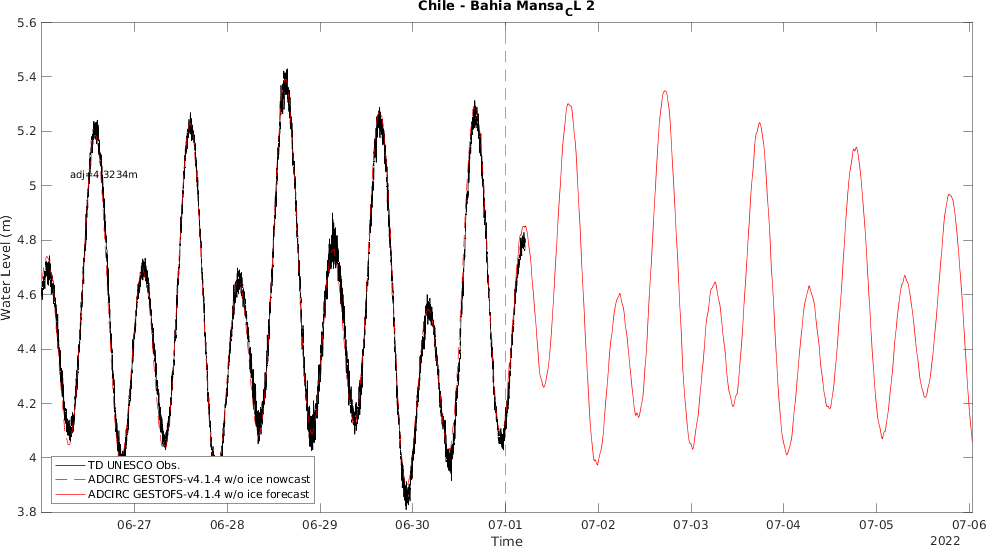 Chile - Bahia Mansa_CL 2
5.6
5.4
5.2
5
4.8
4.6
4.4
4.2
4
3.8
Water Level (m)
adj=4.3234m
TD UNESCO Obs.
ADCIRC GESTOFS-v4.1.4 w/o ice nowcast
ADCIRC GESTOFS-v4.1.4 w/o ice forecast
06-27 06-28 06-29 06-30 07-01 07-02 07-03 07-04 07-05 07-06
Time
2022